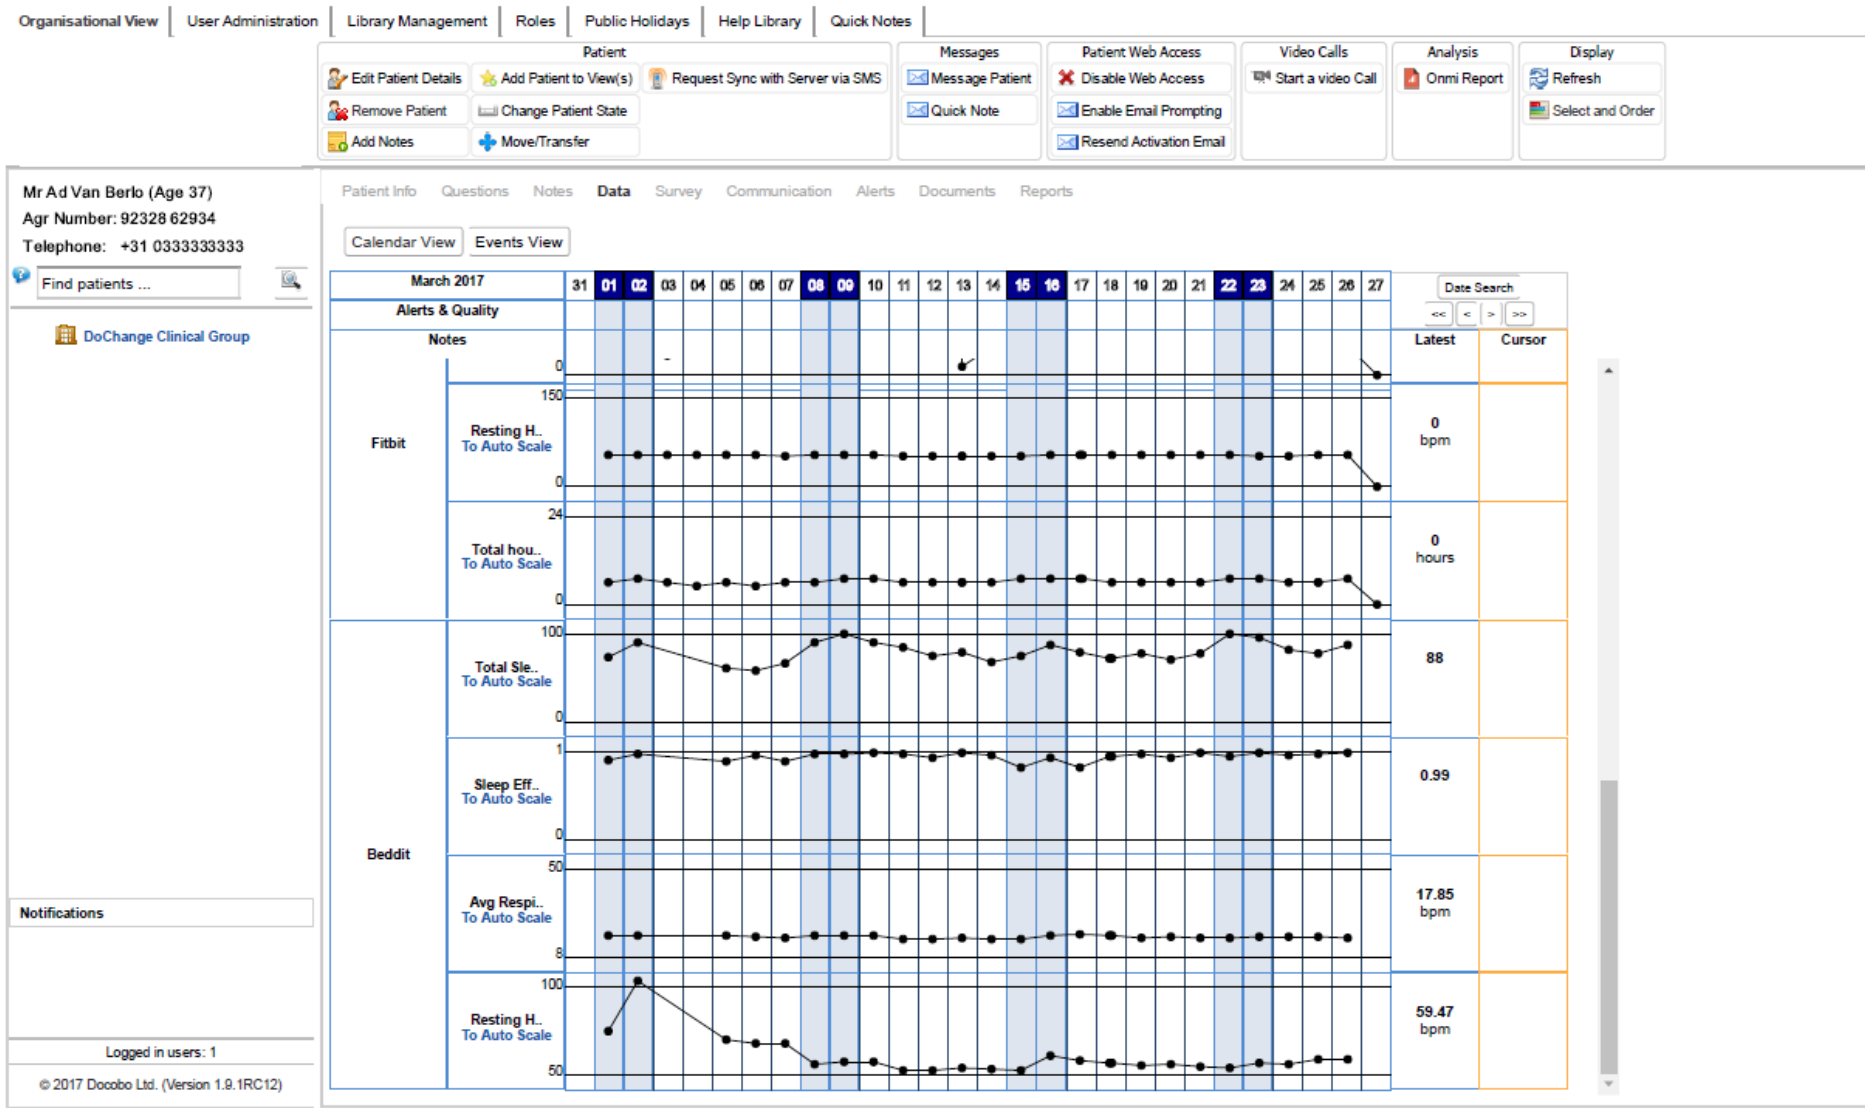 Organisational View User Administration Library Management Roles Public Holidays Help Library Quick Notes
Patient Messages Patient Web Access Video Calls Analysis Display
Edit Patient Details Add Patient to View(s) Request Sync with Server via SMS Message Patient Disable Web Access Start a video Call Onmi Report Refresh
Remove Patient Change Patient State Quick Note Enable Email Prompting Select and Order
Add Notes Move/Transfer Resend Activation Email
Mr Ad Van Berlo (Age 37)
Agr Number: 92328 62934
Telephone: +31 0333333333
Find patients ...
DoChange Clinical Group
Notifications
Logged in users: 1
© 2017 Docobo Ltd. (Version 1.9.1RC12)
Patient Info Questions Notes Data Survey Communication Alerts Documents Reports
Calendar View Events View
March 2017 31 01 02 03 04 05 06 07 08 09 10 11 12 13 14 15 16 17 18 19 20 21 22 23 24 25 26 27 Date Search
Alerts & Quality << < > >>
Notes Latest Cursor
0
Fitbit
150
Resting H..
To Auto Scale
0
0
bpm
24
Total hou..
To Auto Scale
0
0
hours
Beddit
100
Total Sle..
To Auto Scale
0
88
1
Sleep Eff..
To Auto Scale
0
0.99
50
Avg Respi..
To Auto Scale
8
17.85
bpm
100
Resting H..
To Auto Scale
50
59.47
bpm